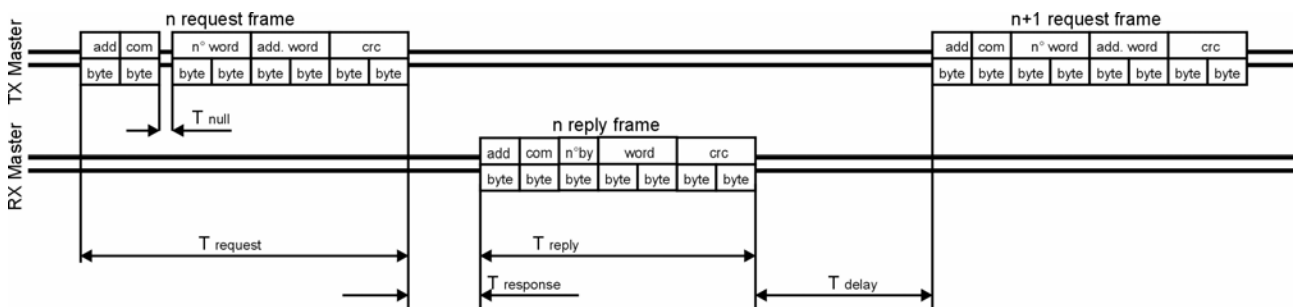 n request frame
n+1 request frame
TX Master
add com n° word add. word crc
add com n° word add. word crc
byte byte byte byte byte byte byte byte
byte byte byte byte byte byte byte byte
T null
n reply frame
RX Master
add com n°by word crc
byte byte byte byte byte byte byte
T request
T reply
T response
T delay